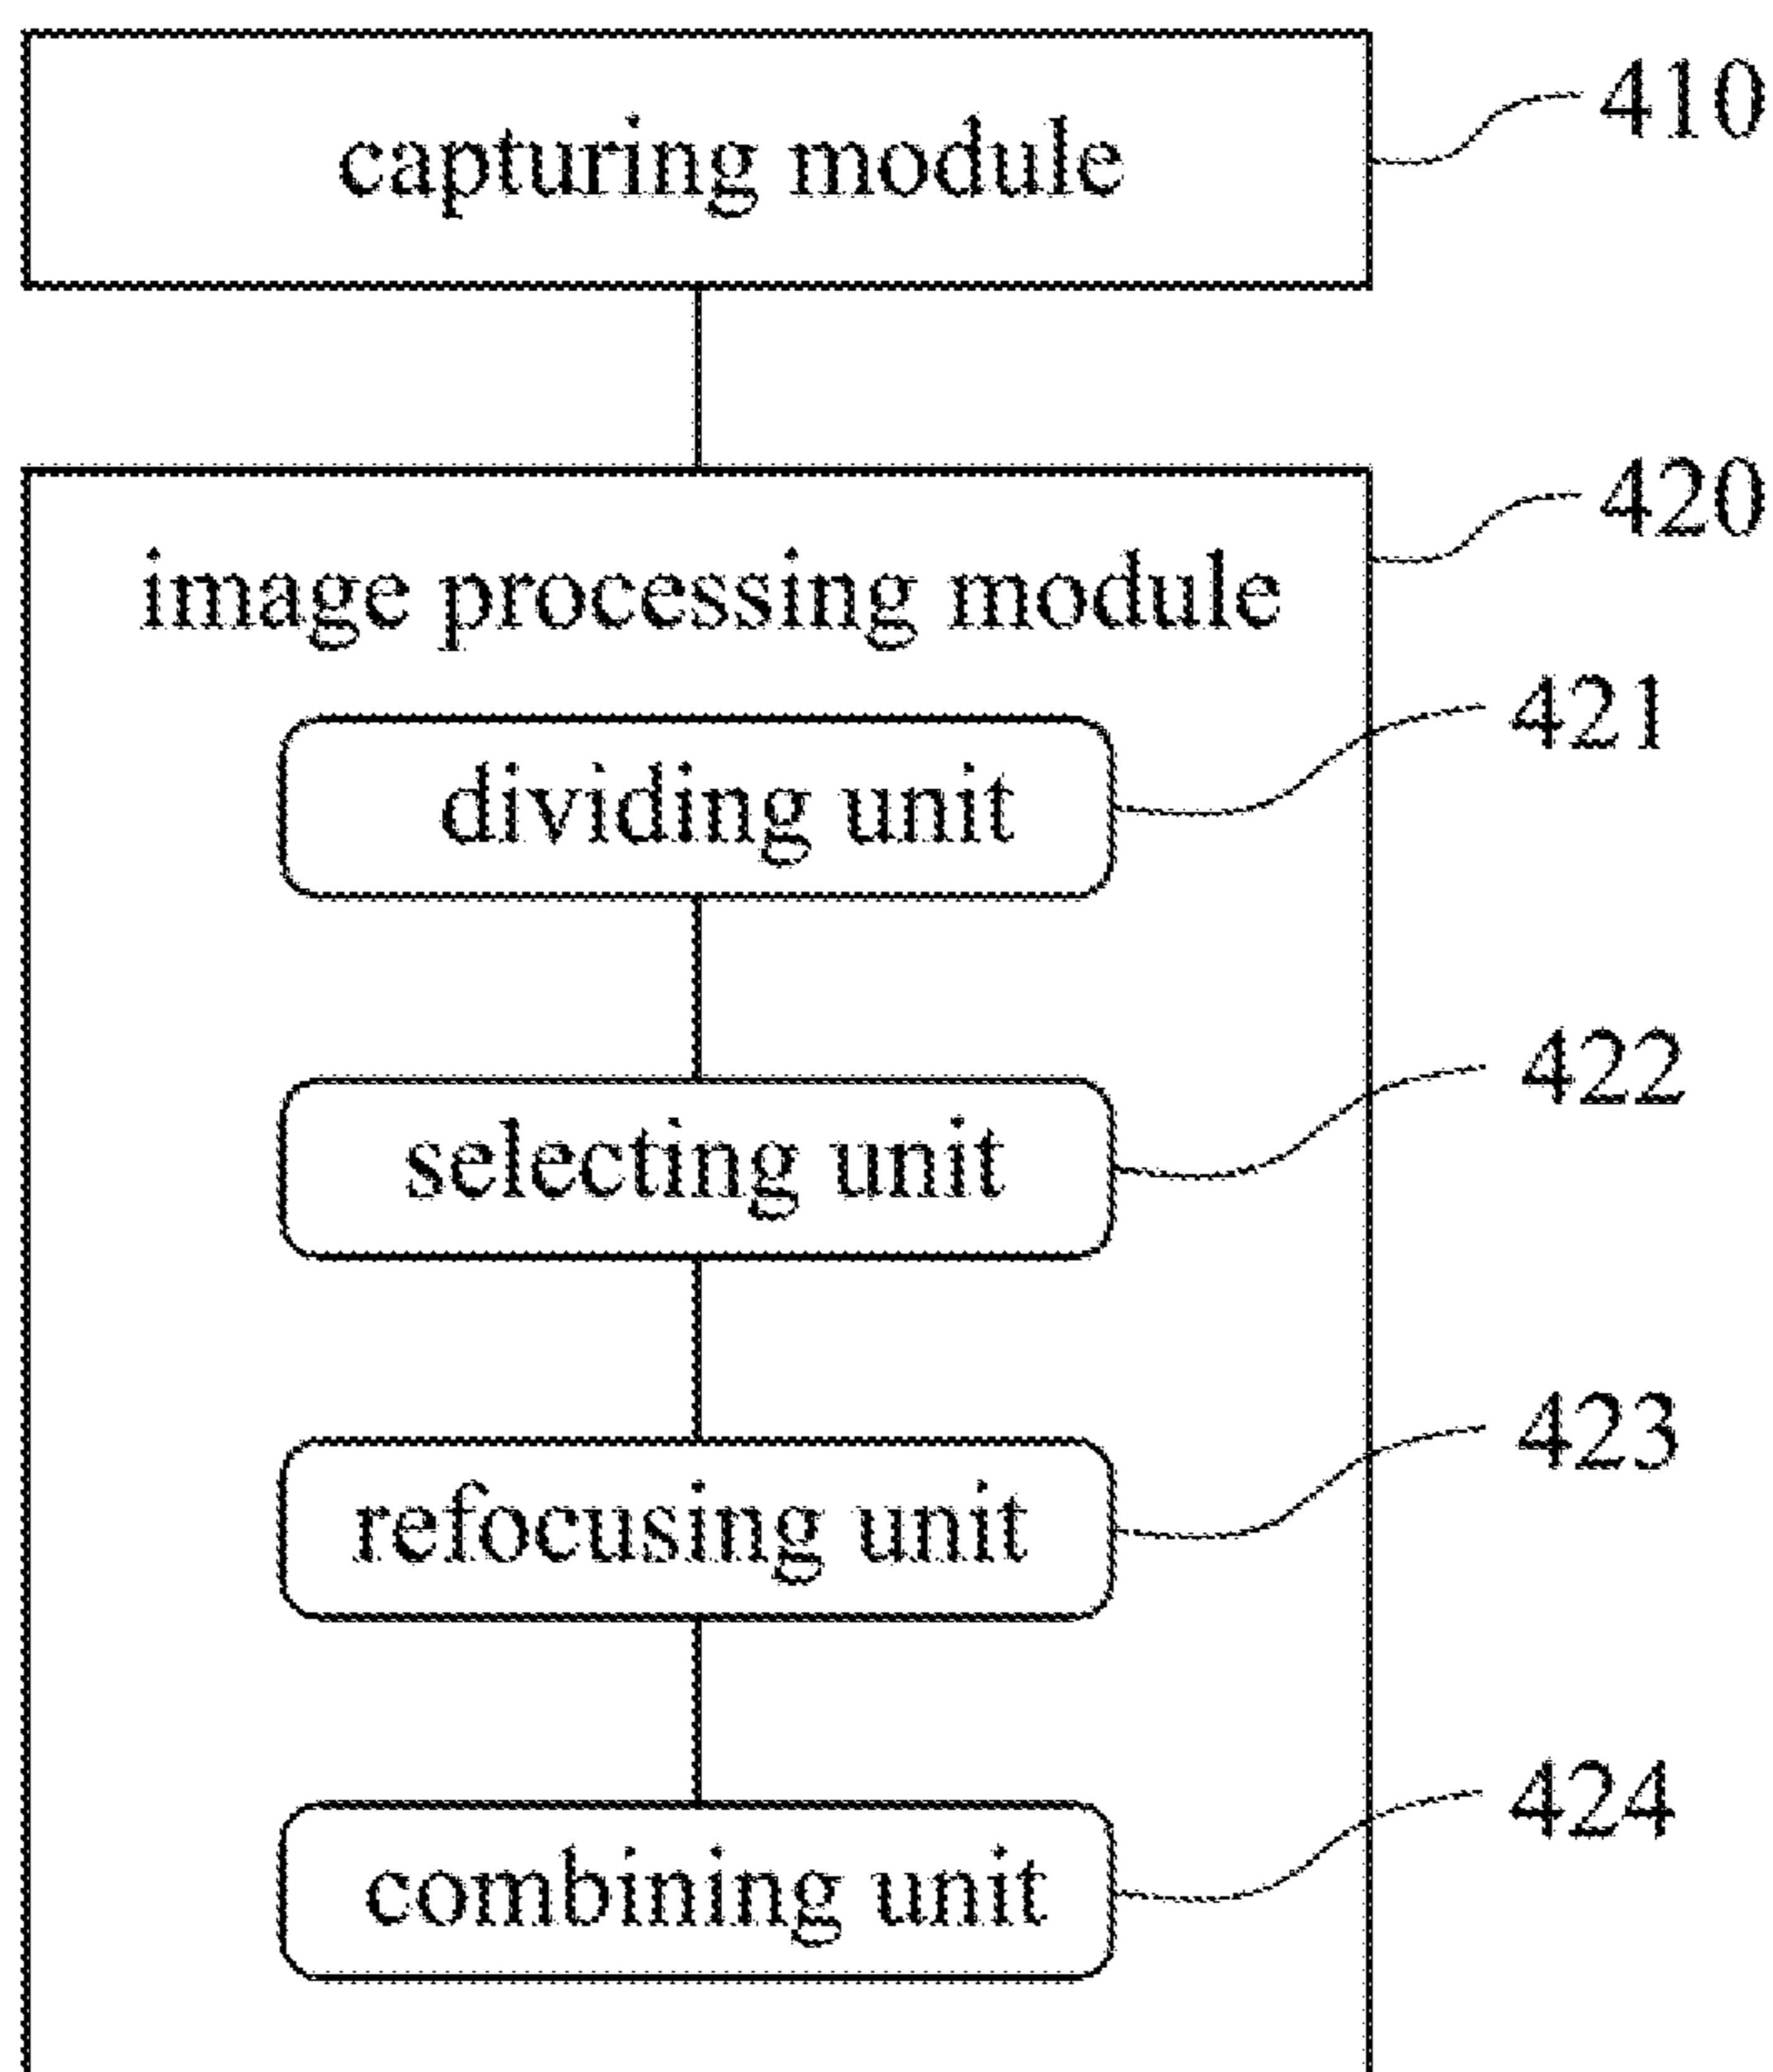 capturing module
410
420
image processing module
421
dividing unit
422
selecting unit
423
refocusing unit
424
combining unit